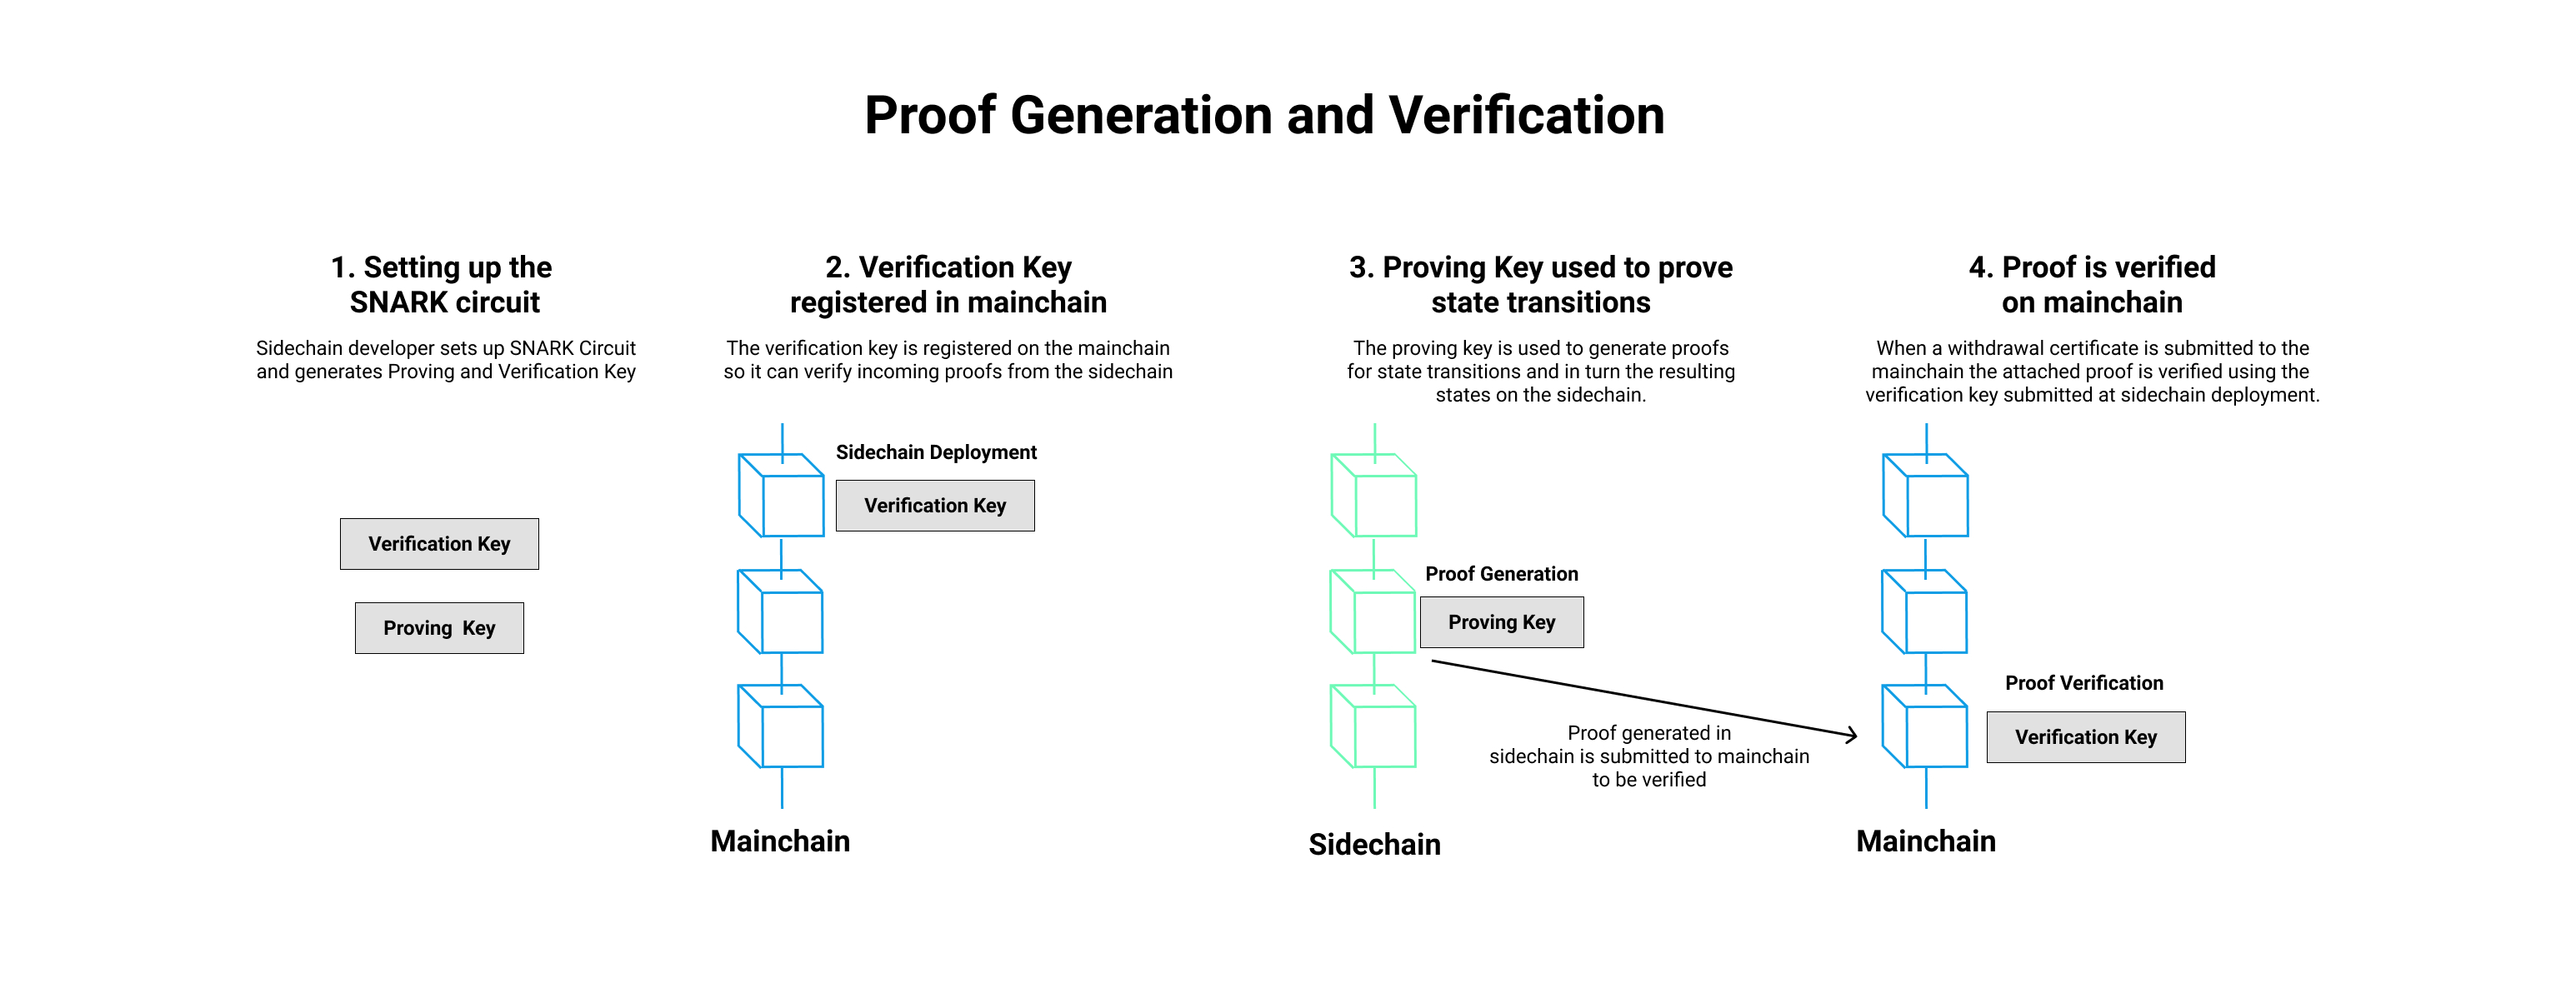 Proof Generation and Verification
1. Setting up the
SNARK circuit
Sidechain developer sets up SNARK Circuit
and generates Proving and Verification Key
Verification Key
Proving Key
2. Verification Key
registered in mainchain
The verification key is registered on the mainchain
so it can verify incoming proofs from the sidechain
Sidechain Deployment
Verification Key
Mainchain
3. Proving Key used to prove
state transitions
The proving key is used to generate proofs
for state transitions and in turn the resulting
states on the sidechain.
Proof Generation
Proving Key
Proof generated in
sidechain is submitted to mainchain
to be verified
Sidechain
4. Proof is verified
on mainchain
When a withdrawal certificate is submitted to the
mainchain the attached proof is verified using the
verification key submitted at sidechain deployment.
Proof Verification
Verification Key
Mainchain